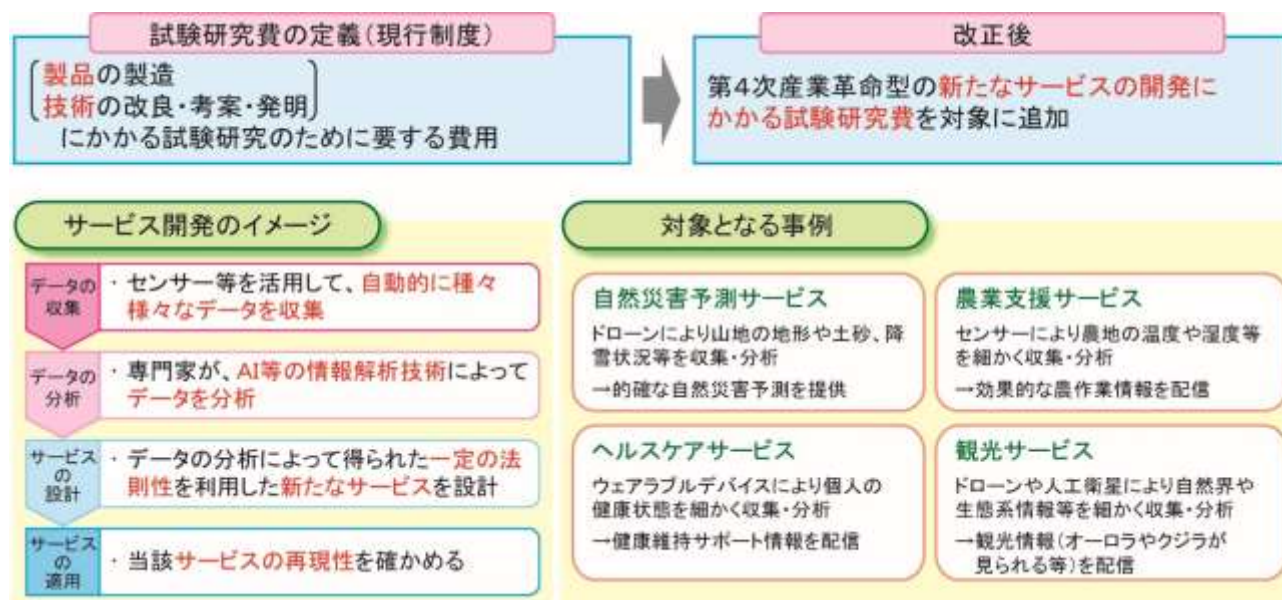 試験研究費の定義(現行制度)
製品の製造
技術の改良・考案・発明
にかかる試験研究のために要する費用
改正後
第4次産業革命型の新たなサービスの開発に
かかる試験研究費を対象に追加
サービス開発のイメージ
データの
収集
・センサー等を活用して、自動的に種々
様々なデータを収集
データの
分析
・専門家が、AI等の情報解析技術によって
データを分析
サービス
の
設計
・データの分析によって得られた一定の法
則性を利用した新たなサービスを設計
サービス
の
適用
・当該サービスの再現性を確かめる
対象となる事例
自然災害予測サービス
ドローンにより山地の地形や土砂、降
雪状況等を収集・分析
→的確な自然災害予測を提供
農業支援サービス
センサーにより農地の温度や湿度等
を細かく収集・分析
→効果的な農作業情報を配信
ヘルスケアサービス
ウェアラブルデバイスにより個人の
健康状態を細かく収集・分析
→健康維持サポート情報を配信
観光サービス
ドローンや人工衛星により自然界や
生態系情報等を細かく収集・分析
→観光情報(オーロラやクジラが
見られる等)を配信